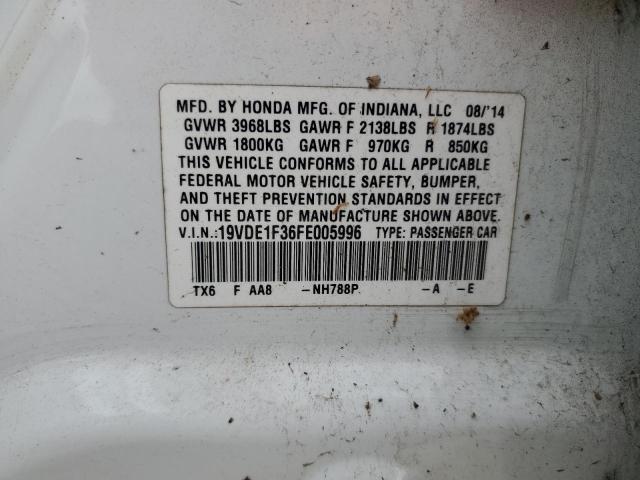 MFD. BY HONDA MFG. OF INDIANA, LLC 08/'14
GVWR 3968LBS GAWR F 2138LBS R 1874LBS
GVWR 1800KG GAWR F 970KG R 850KG
THIS VEHICLE CONFORMS TO ALL APPLICABLE
FEDERAL MOTOR VEHICLE SAFETY, BUMPER,
AND THEFT PREVENTION STANDARDS IN EFFECT
ON THE DATE OF MANUFACTURE SHOWN ABOVE.
V.I.N.:19VDE1F36FE005996 TYPE: PASSENGER CAR
TX6 F AA8 -NH788P -A -E